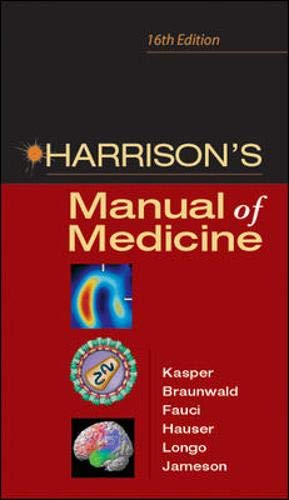 16th Edition
HARRISON'S
Manual of
Medicine
Kasper
Braunwald
Fauci
Hauser
Longo
Jameson